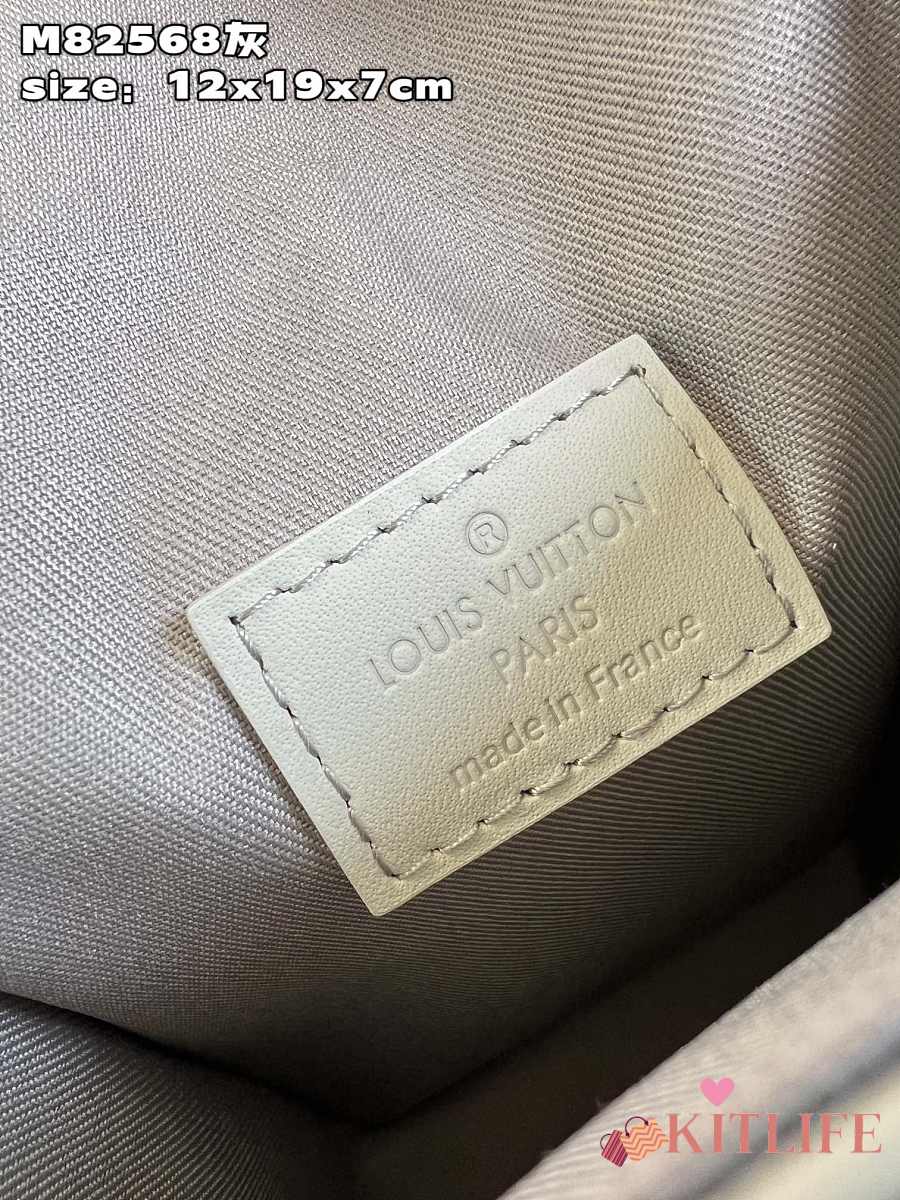 M82568灰
size：12x19x7cm
®
LOUIS VUITTON
PARIS
made in France
KITLIFE